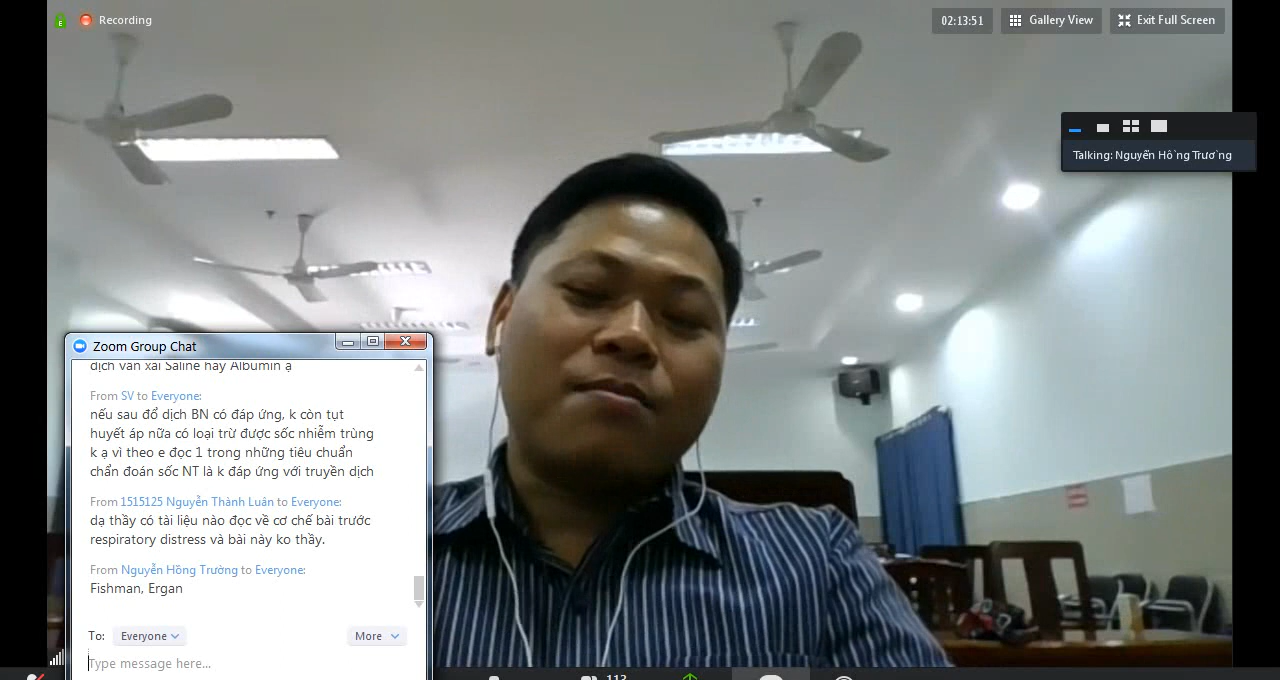 Recording
02:13:51
Gallery View
Exit Full Screen
Talking: Nguyễn Hồ`ng Trươ`ng
Zoom Group Chat
dịch vẫn xài Saline hay Albumin ạ
From SV to Everyone:
nếu sau đổ dịch BN có đáp ứng, k còn tụt
huyết áp nữa có loại trừ được sốc nhiễm trùng
k ạ vì theo e đọc 1 trong những tiêu chuẩn
chẩn đoán sốc NT là k đáp ứng với truyền dịch
From 1515125 Nguyễn Thành Luân to Everyone:
dạ thầy có tài liệu nào đọc về cơ chế bài trước
respiratory distress và bài này ko thầy.
From Nguyễn Hồng Trường to Everyone:
Fishman, Ergan
To: Everyone
More
Type message here...
113